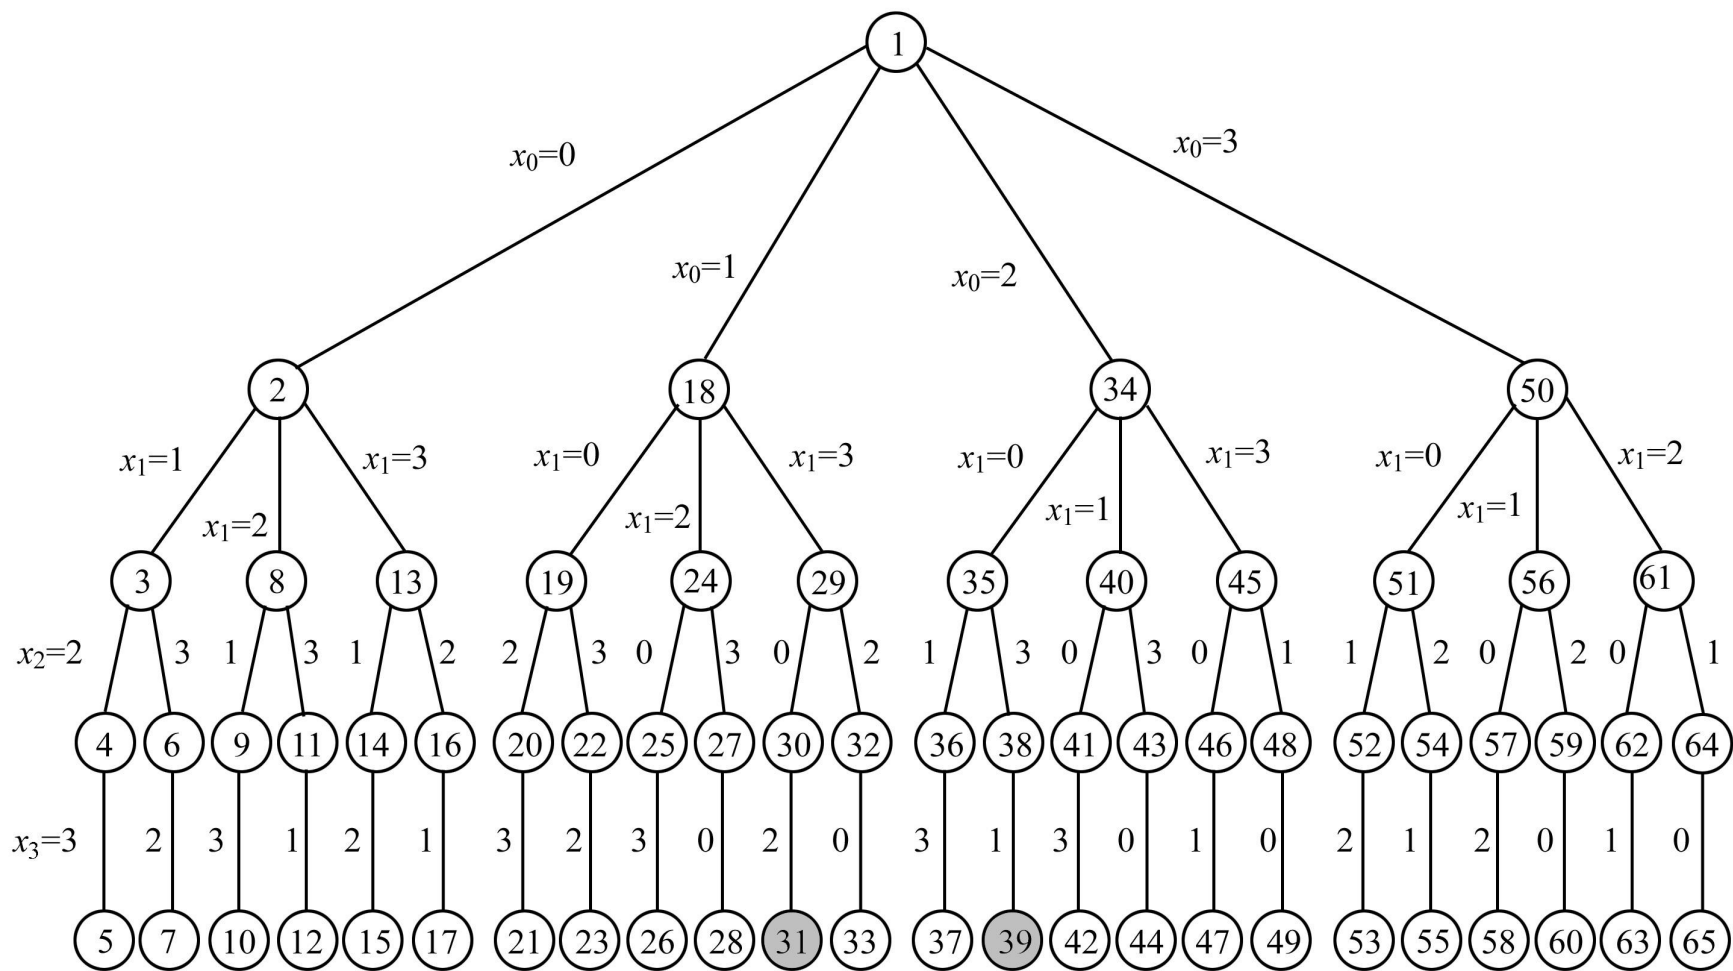 1
x₀=0 x₀=1 x₀=2 x₀=3
2 18 34 50
x₁=1 x₁=2 x₁=3 x₁=0 x₁=2 x₁=3 x₁=0 x₁=1 x₁=3 x₁=0 x₁=1 x₁=2
3 8 13 19 24 29 35 40 45 51 56 61
x₂=2 3 1 3 1 2 2 3 0 3 0 2 1 3 0 3 0 1 1 2 0 2 0 1
4 6 9 11 14 16 20 22 25 27 30 32 36 38 41 43 46 48 52 54 57 59 62 64
x₃=3 2 3 1 2 1 3 2 3 0 2 0 3 1 3 0 1 0 2 1 2 0 1 0
5 7 10 12 15 17 21 23 26 28 31 33 37 39 42 44 47 49 53 55 58 60 63 65